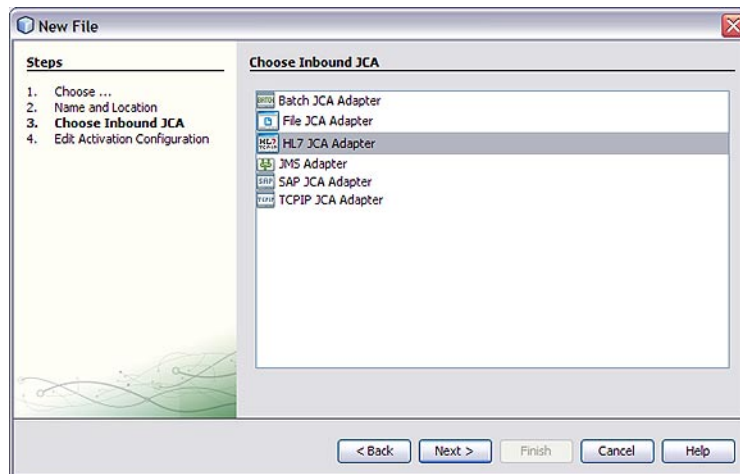 New File
Steps
1. Choose ...
2. Name and Location
3. Choose Inbound JCA
4. Edit Activation Configuration
Choose Inbound JCA
Batch JCA Adapter
File JCA Adapter
HL7 JCA Adapter
JMS Adapter
SAP JCA Adapter
TCPIP JCA Adapter
< Back
Next >
Finish
Cancel
Help